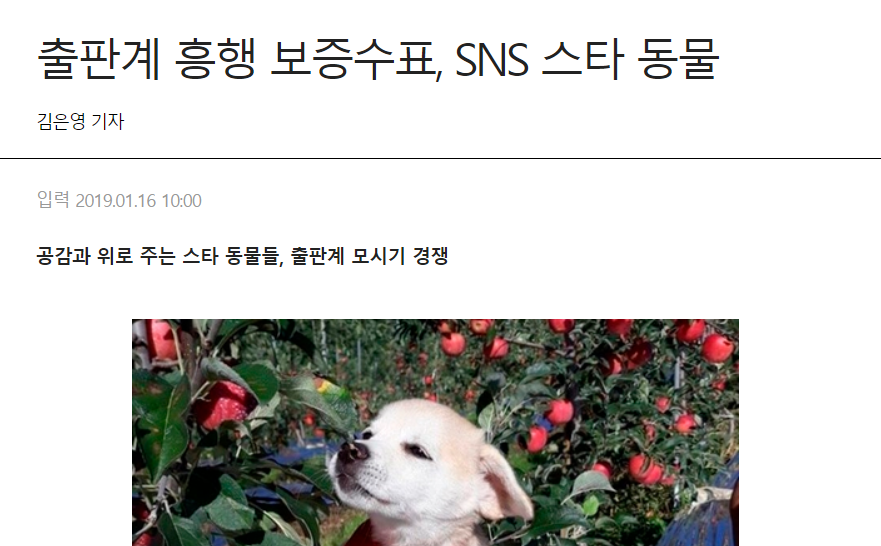 출판계 흥행 보증수표, SNS 스타 동물
김은영 기자
입력 2019.01.16 10:00
공감과 위로 주는 스타 동물들, 출판계 모시기 경쟁